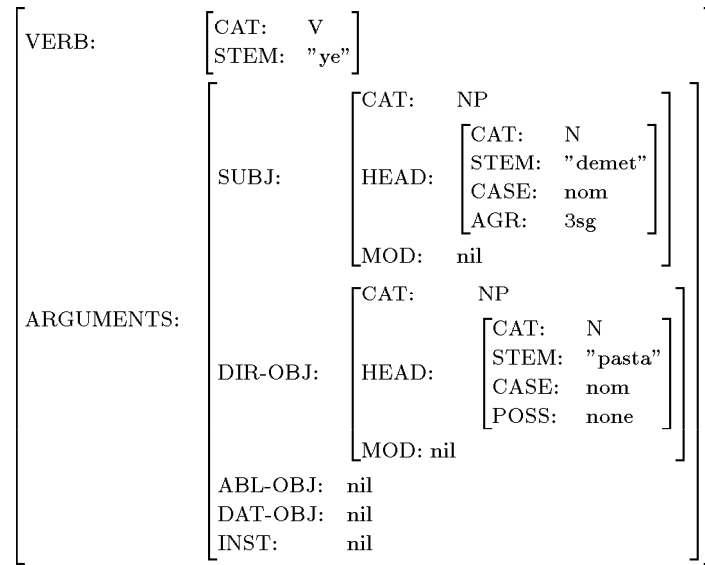 VERB: CAT: V
STEM: ”ye”
ARGUMENTS: SUBJ: CAT: NP
HEAD: CAT: N
STEM: ”demet”
CASE: nom
AGR: 3sg
MOD: nil
DIR-OBJ: CAT: NP
HEAD: CAT: N
STEM: ”pasta”
CASE: nom
POSS: none
MOD: nil
ABL-OBJ: nil
DAT-OBJ: nil
INST: nil